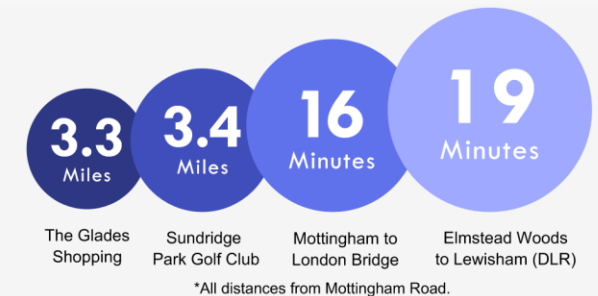 3.3
Miles
3.4
Miles
16
Minutes
19
Minutes
The Glades
Shopping
Sundridge
Park Golf Club
Mottingham to
London Bridge
Elmstead Woods
to Lewisham (DLR)
*All distances from Mottingham Road.